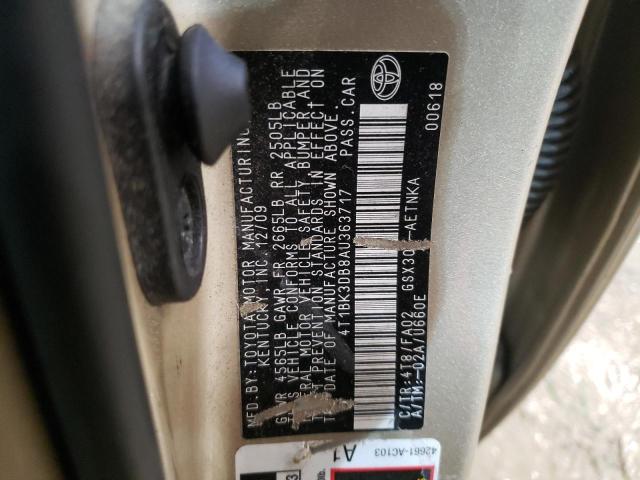 MFD.BY:TOYOTA MOTOR MANUFACTURING
KENTUCKY INC. 12/09
GVWR 4565LB GAWR FR 2665LB RR 2505LB
THIS VEHICLE CONFORMS TO ALL APPLICABLE
FEDERAL MOTOR VEHICLE SAFETY, BUMPER, AND
THEFT PREVENTION STANDARDS IN EFFECT ON
THE DATE OF MANUFACTURE SHOWN ABOVE.
4T1BK3DB8AU363717 PASS.CAR
00618
C/TR:4T8/FA02 GSX30 -AETNKA
A/TM:-02A/U660E
42661-AC103
A1